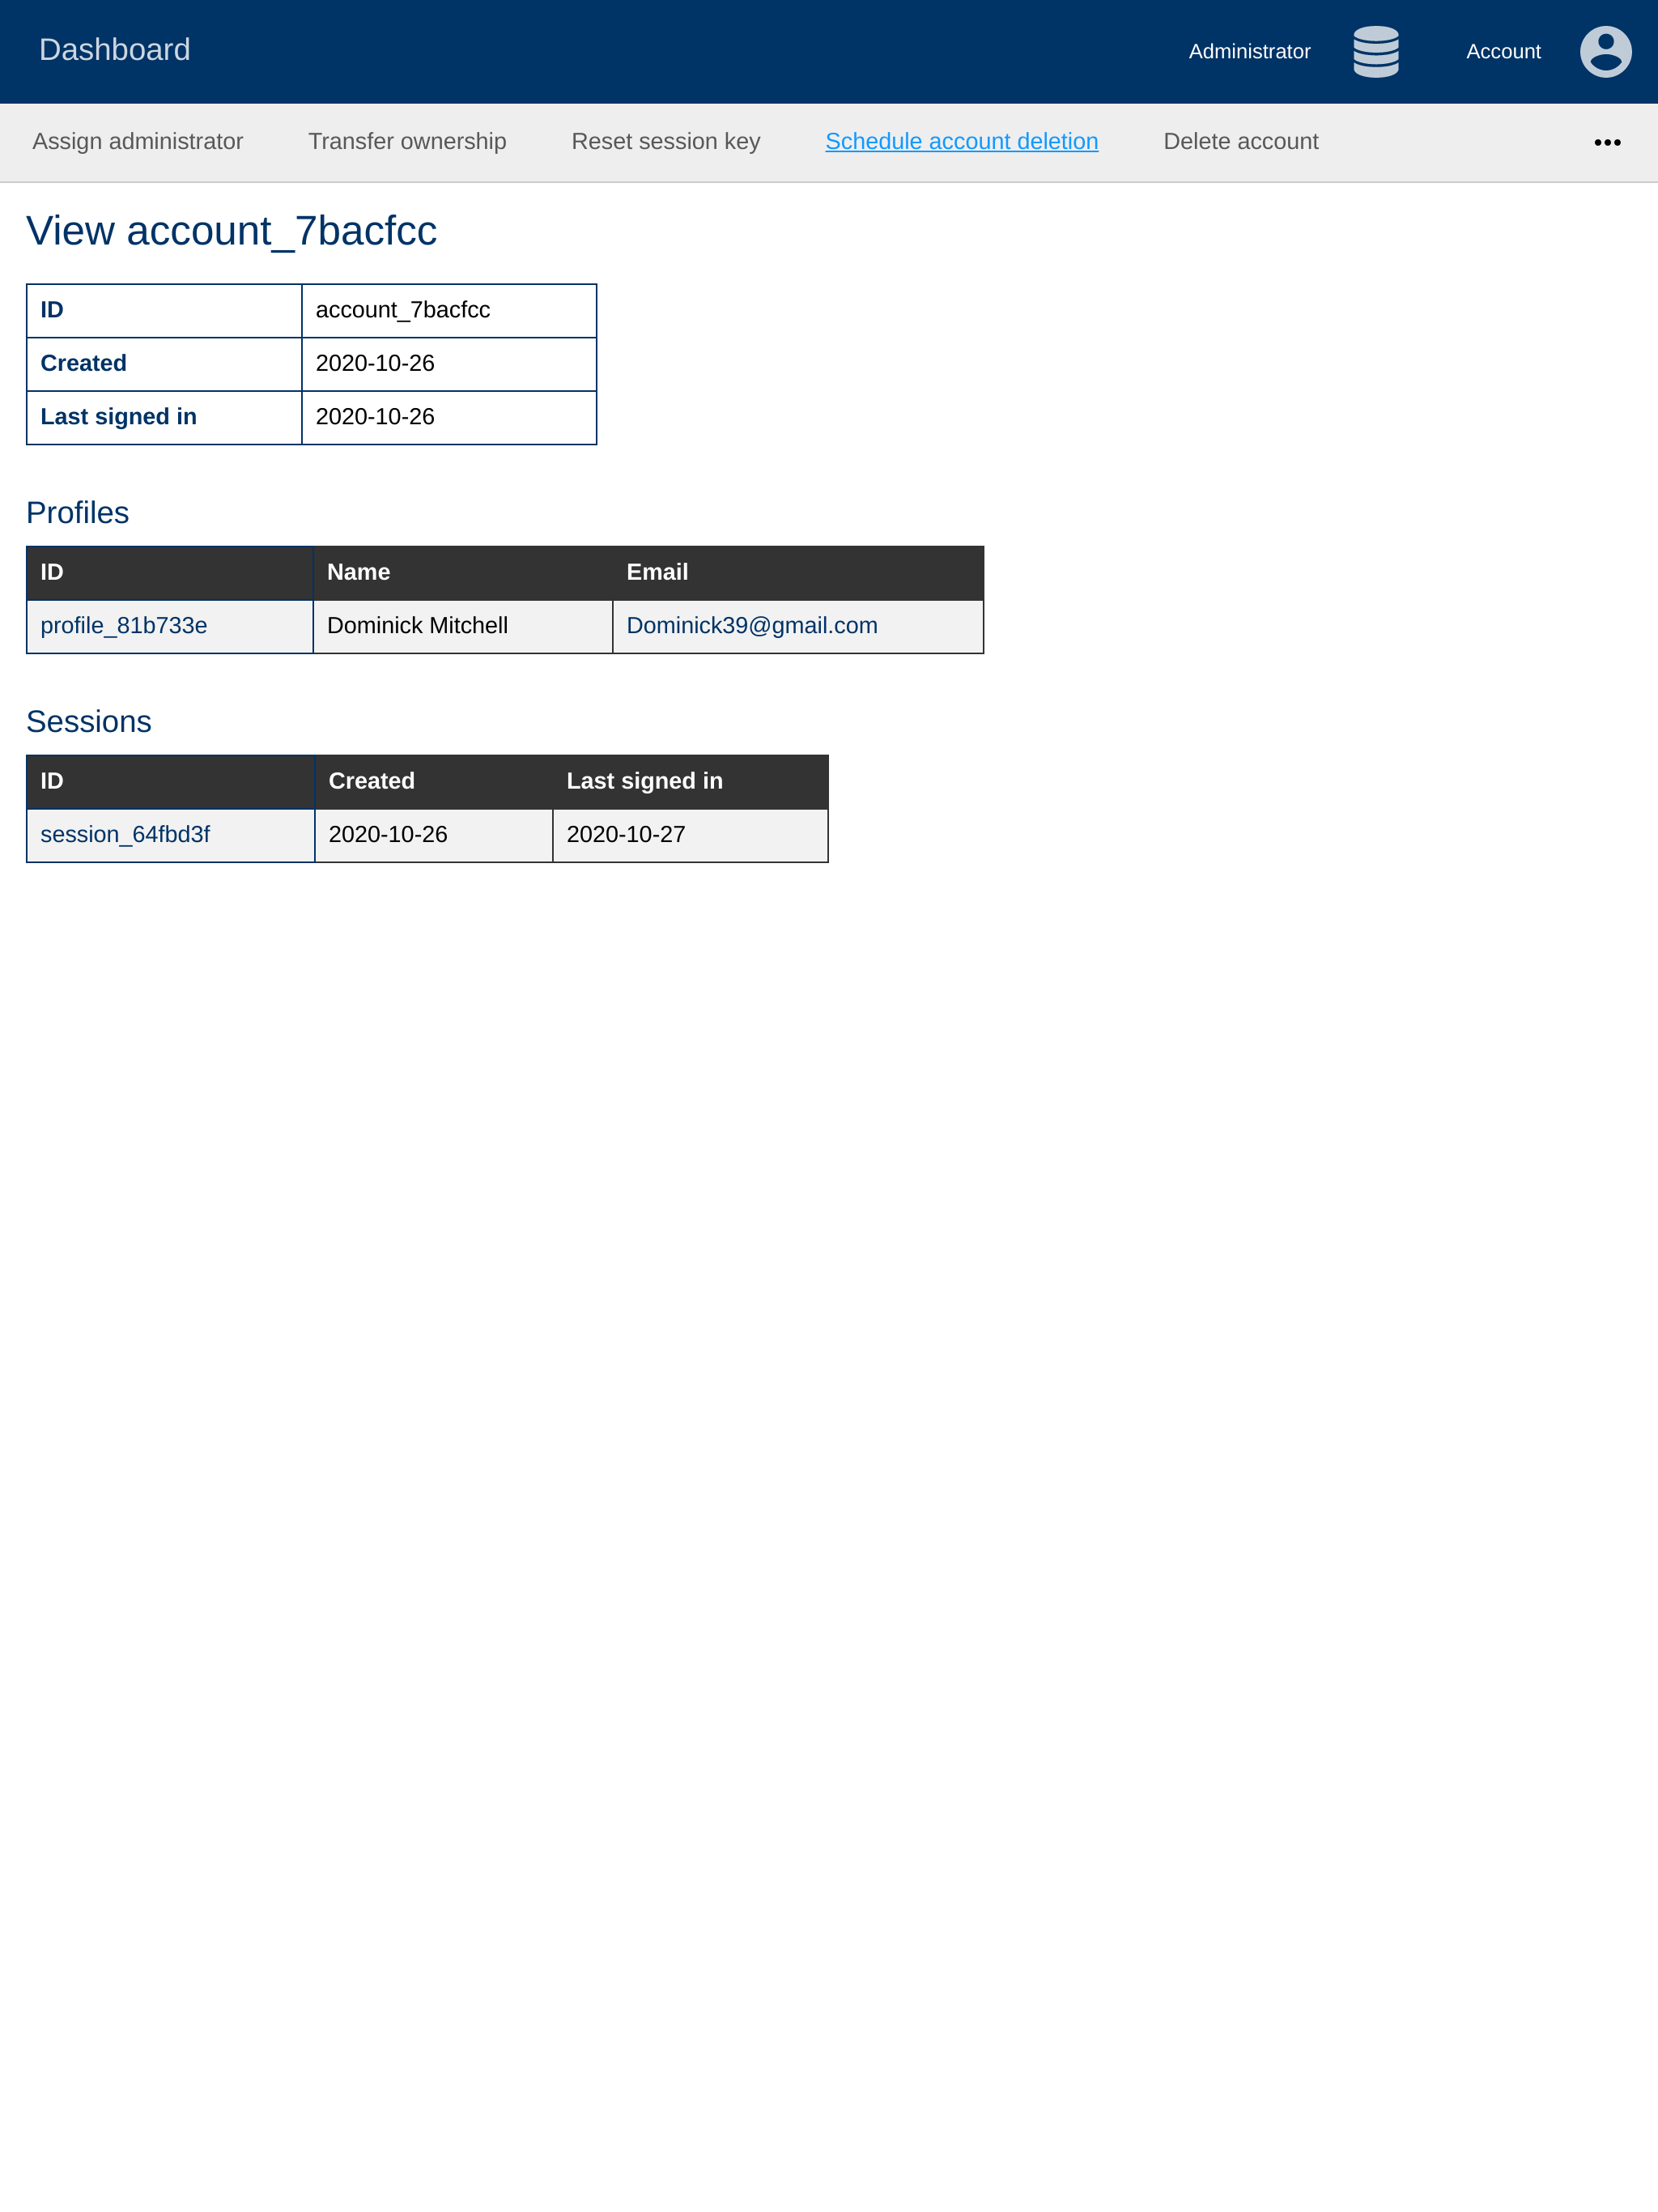 Dashboard Administrator Account
Assign administrator Transfer ownership Reset session key Schedule account deletion Delete account •••
View account_7bacfcc
ID account_7bacfcc
Created 2020-10-26
Last signed in 2020-10-26
Profiles
ID Name Email
profile_81b733e Dominick Mitchell Dominick39@gmail.com
Sessions
ID Created Last signed in
session_64fbd3f 2020-10-26 2020-10-27